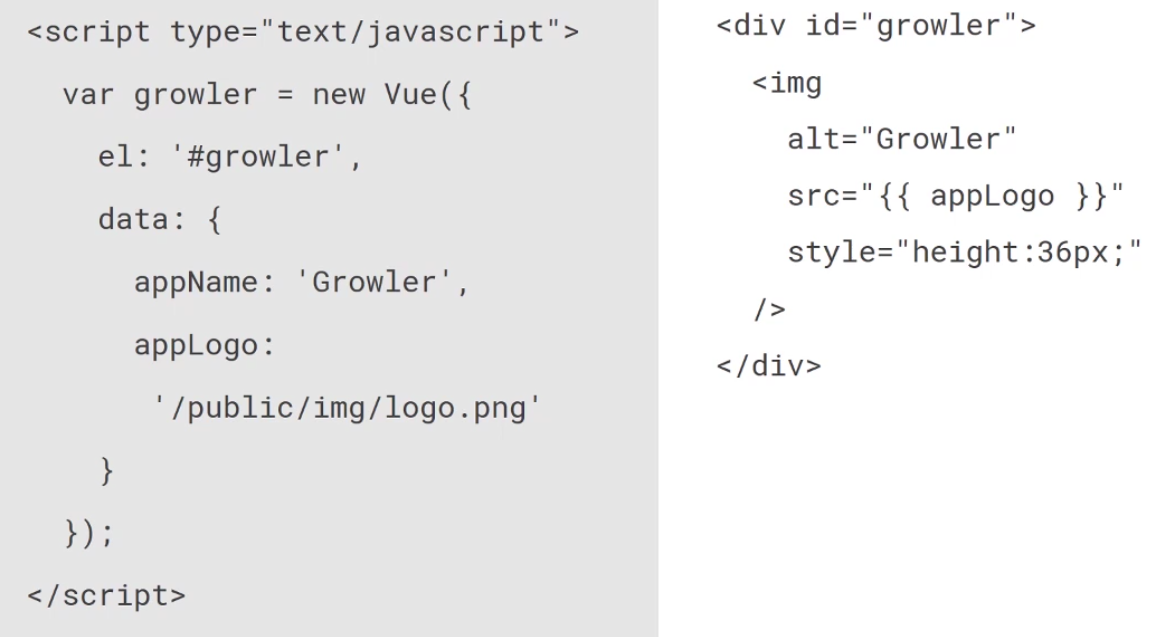 <script type="text/javascript">
var growler = new Vue({
el: '#growler',
data: {
appName: 'Growler',
appLogo:
'/public/img/logo.png'
}
});
</script>
<div id="growler">
<img
alt="Growler"
src="{{ appLogo }}"
style="height:36px;"
/>
</div>